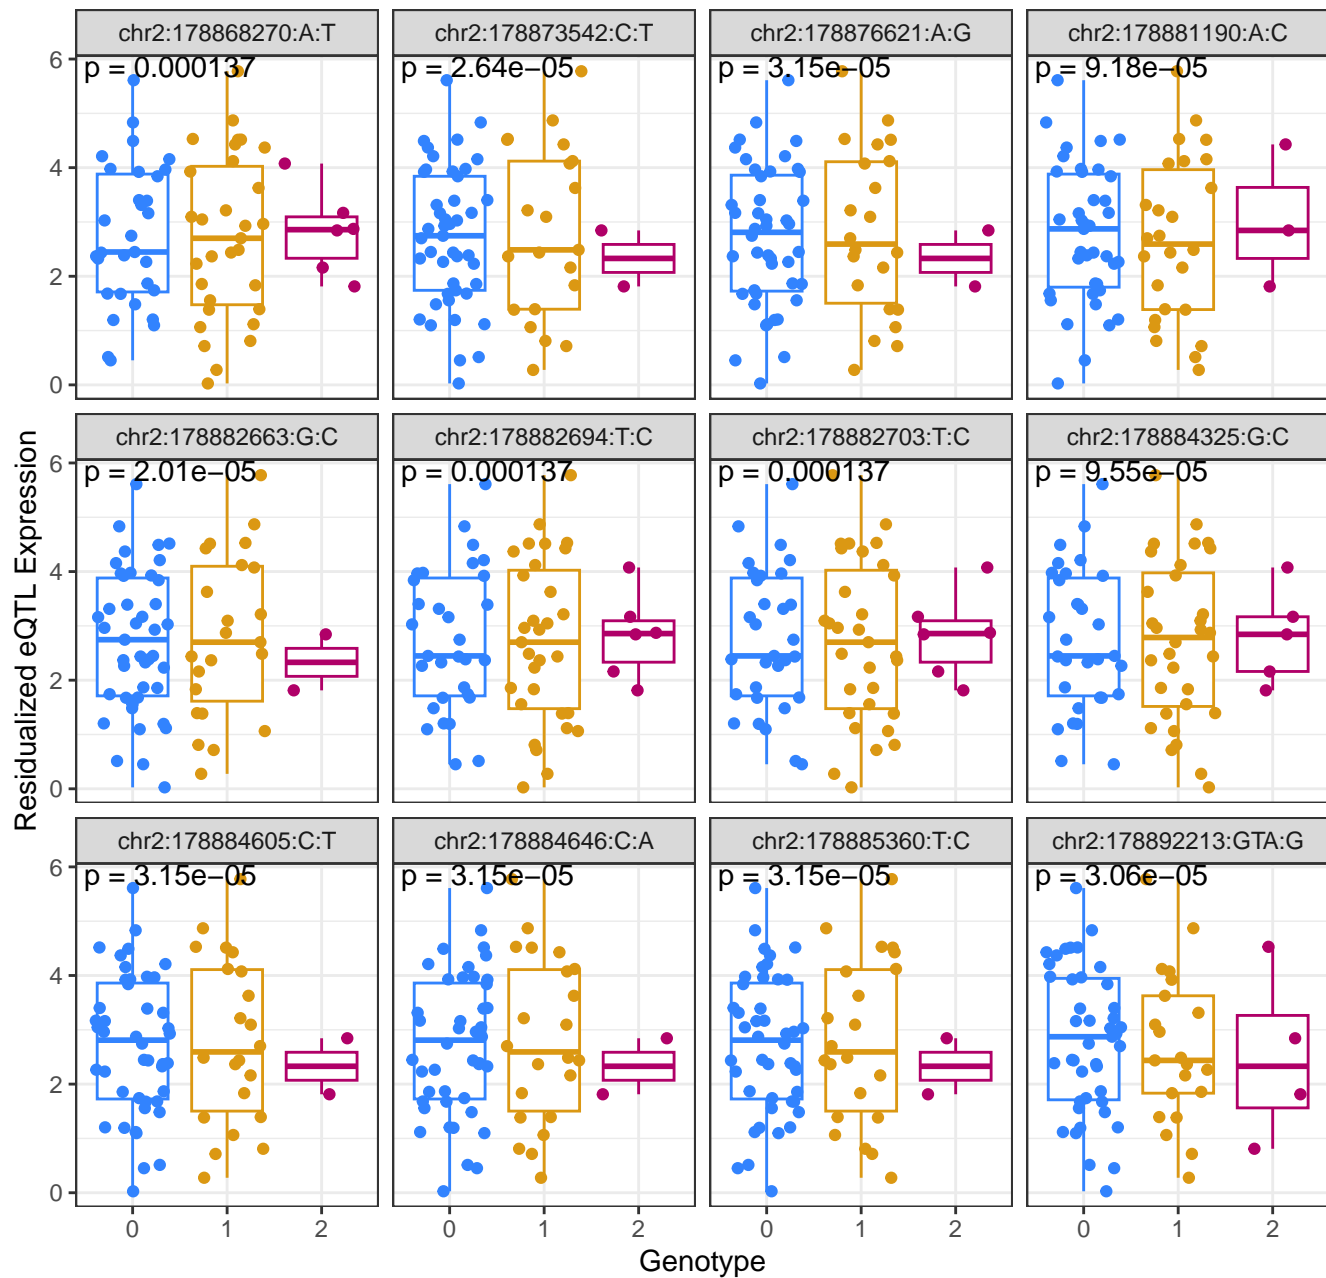 chr2:178868270:A:T
chr2:178873542:C:T
chr2:178876621:A:G
chr2:178881190:A:C
p = 0.000137
p = 2.64e−05
p = 3.15e−05
p = 9.18e−05
6
4
2
0
chr2:178882663:G:C
chr2:178882694:T:C
chr2:178882703:T:C
chr2:178884325:G:C
p = 2.01e−05
p = 0.000137
p = 0.000137
p = 9.55e−05
6
4
2
0
Residualized eQTL Expression
chr2:178884605:C:T
chr2:178884646:C:A
chr2:178885360:T:C
chr2:178892213:GTA:G
p = 3.15e−05
p = 3.15e−05
p = 3.15e−05
p = 3.06e−05
6
4
2
0
0 1 2
0 1 2
0 1 2
0 1 2
Genotype